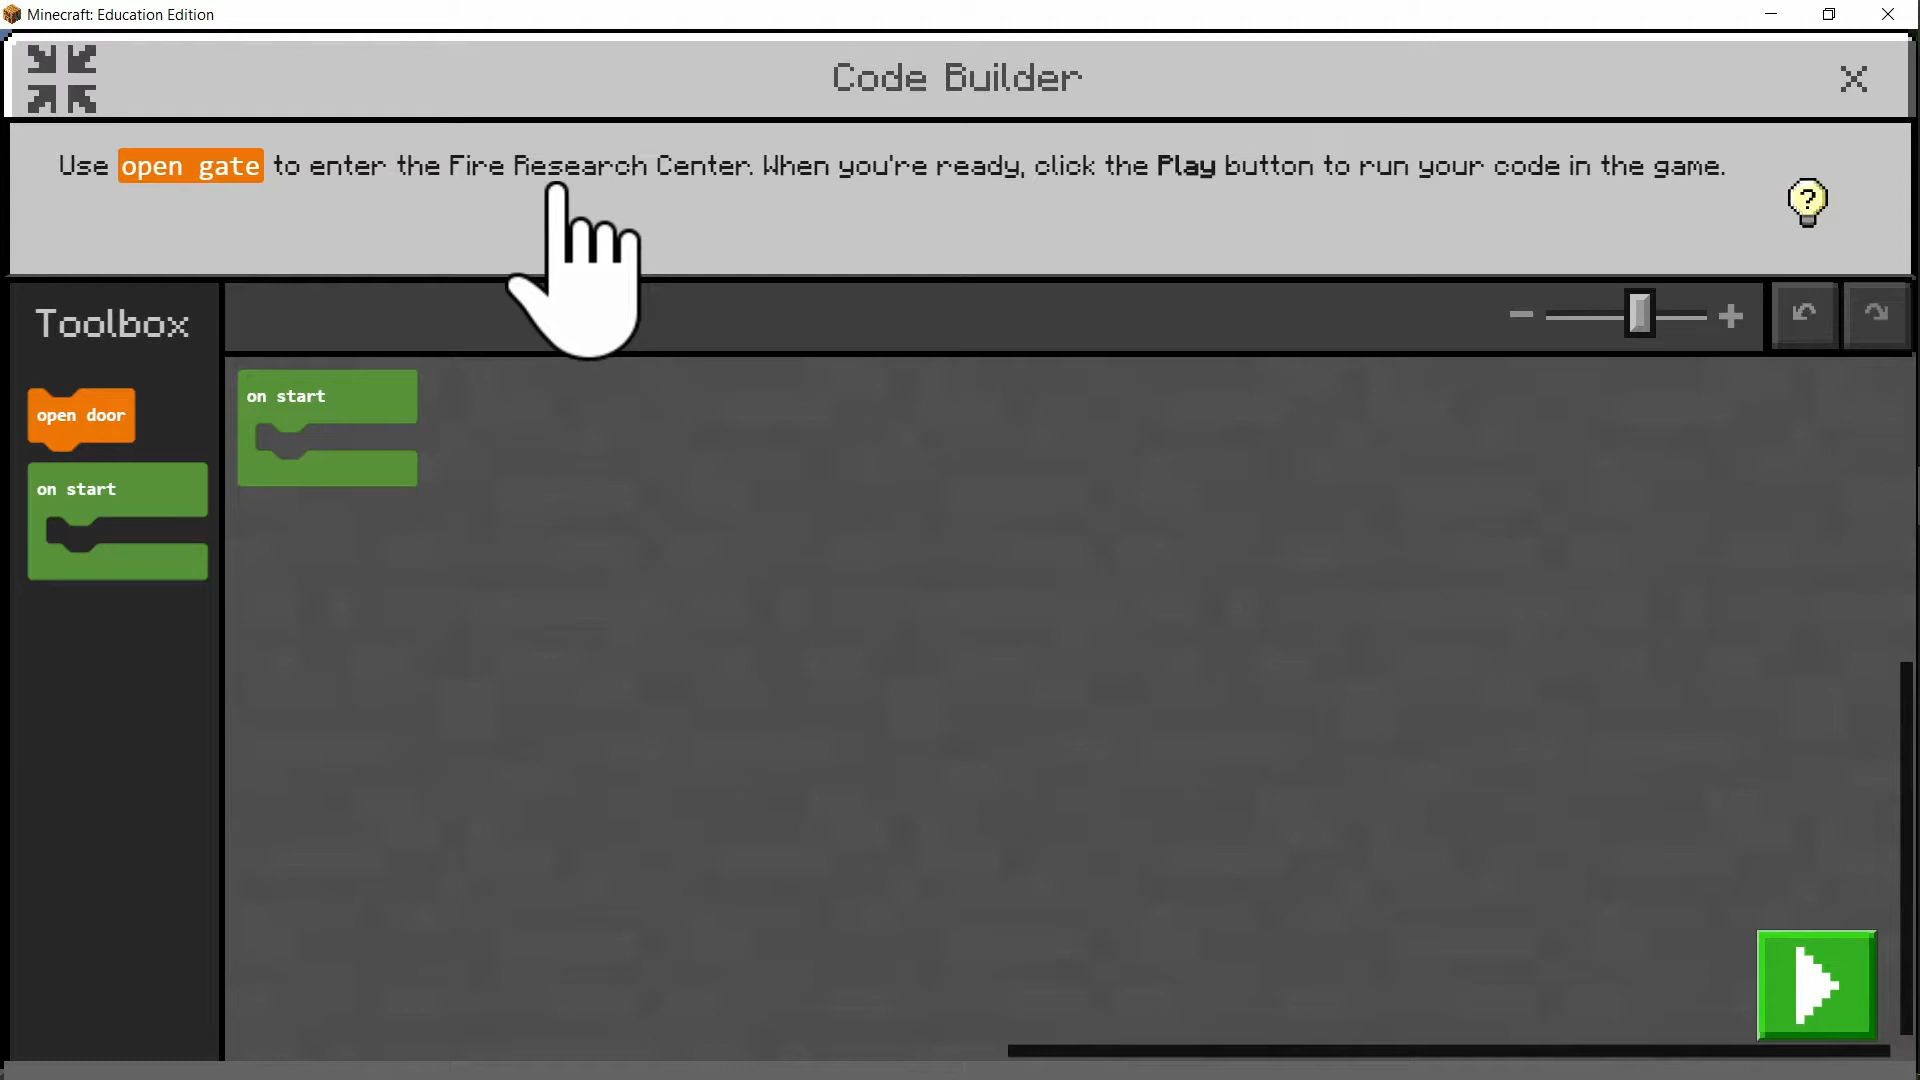 Minecraft: Education Edition
Code Builder
Use open gate to enter the Fire Research Center. When you're ready, click the Play button to run your code in the game.
?
Toolbox
open door
on start
on start